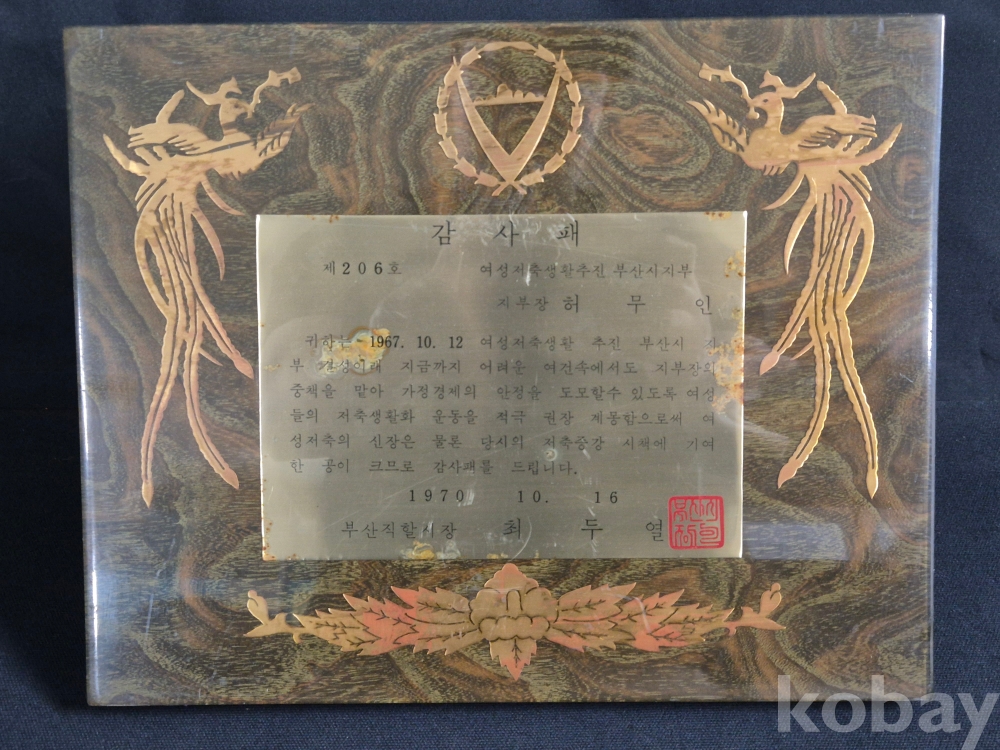 감 사 패
제206호 여성저축생활추진 부산시지부
지부장 허 무 인
귀하는 1967. 10. 12 여성저축생활 추진 부산시 지
부 결성이래 지금까지 어려운 여건속에서도 지부장의
중책을 맡아 가정경제의 안정을 도모할수 있도록 여성
들의 저축생활화 운동을 적극 권장 계몽함으로써 여
성저축의 신장은 물론 당시의 저축증강 시책에 기여
한 공이 크므로 감사패를 드립니다.
1970 10. 16
부산직할시장 최 두 열
kobay